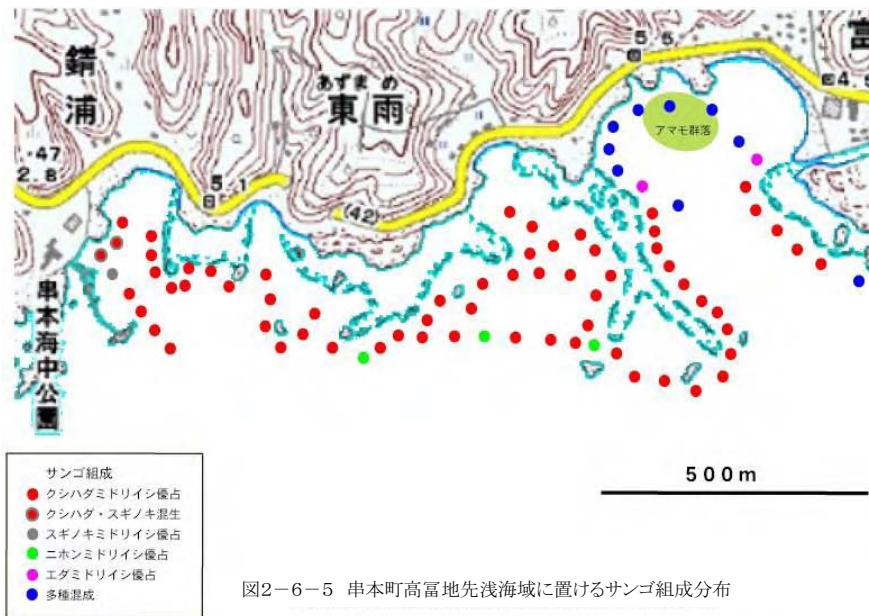 錆浦
あずまめ
東雨
富
5.5
4.5
アマモ群落
.47
2.8
5.1
(42)
串本海中公園
500m
サンゴ組成
クシハダミドリイシ優占
クシハダ・スギノキ混生
スギノキミドリイシ優占
ニホンミドリイシ優占
エダミドリイシ優占
多種混成
図2-6-5 串本町高冨地先浅海域に置けるサンゴ組成分布